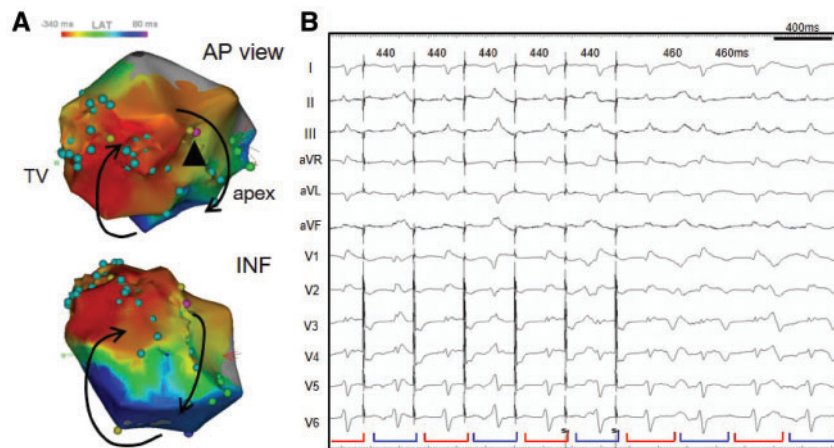 A
-340 ms LAT 80 ms
AP view
TV
apex
INF
B
400ms
440 440 440 440 440 460 460ms
I
II
III
aVR
aVL
aVF
V1
V2
V3
V4
V5
V6
s s